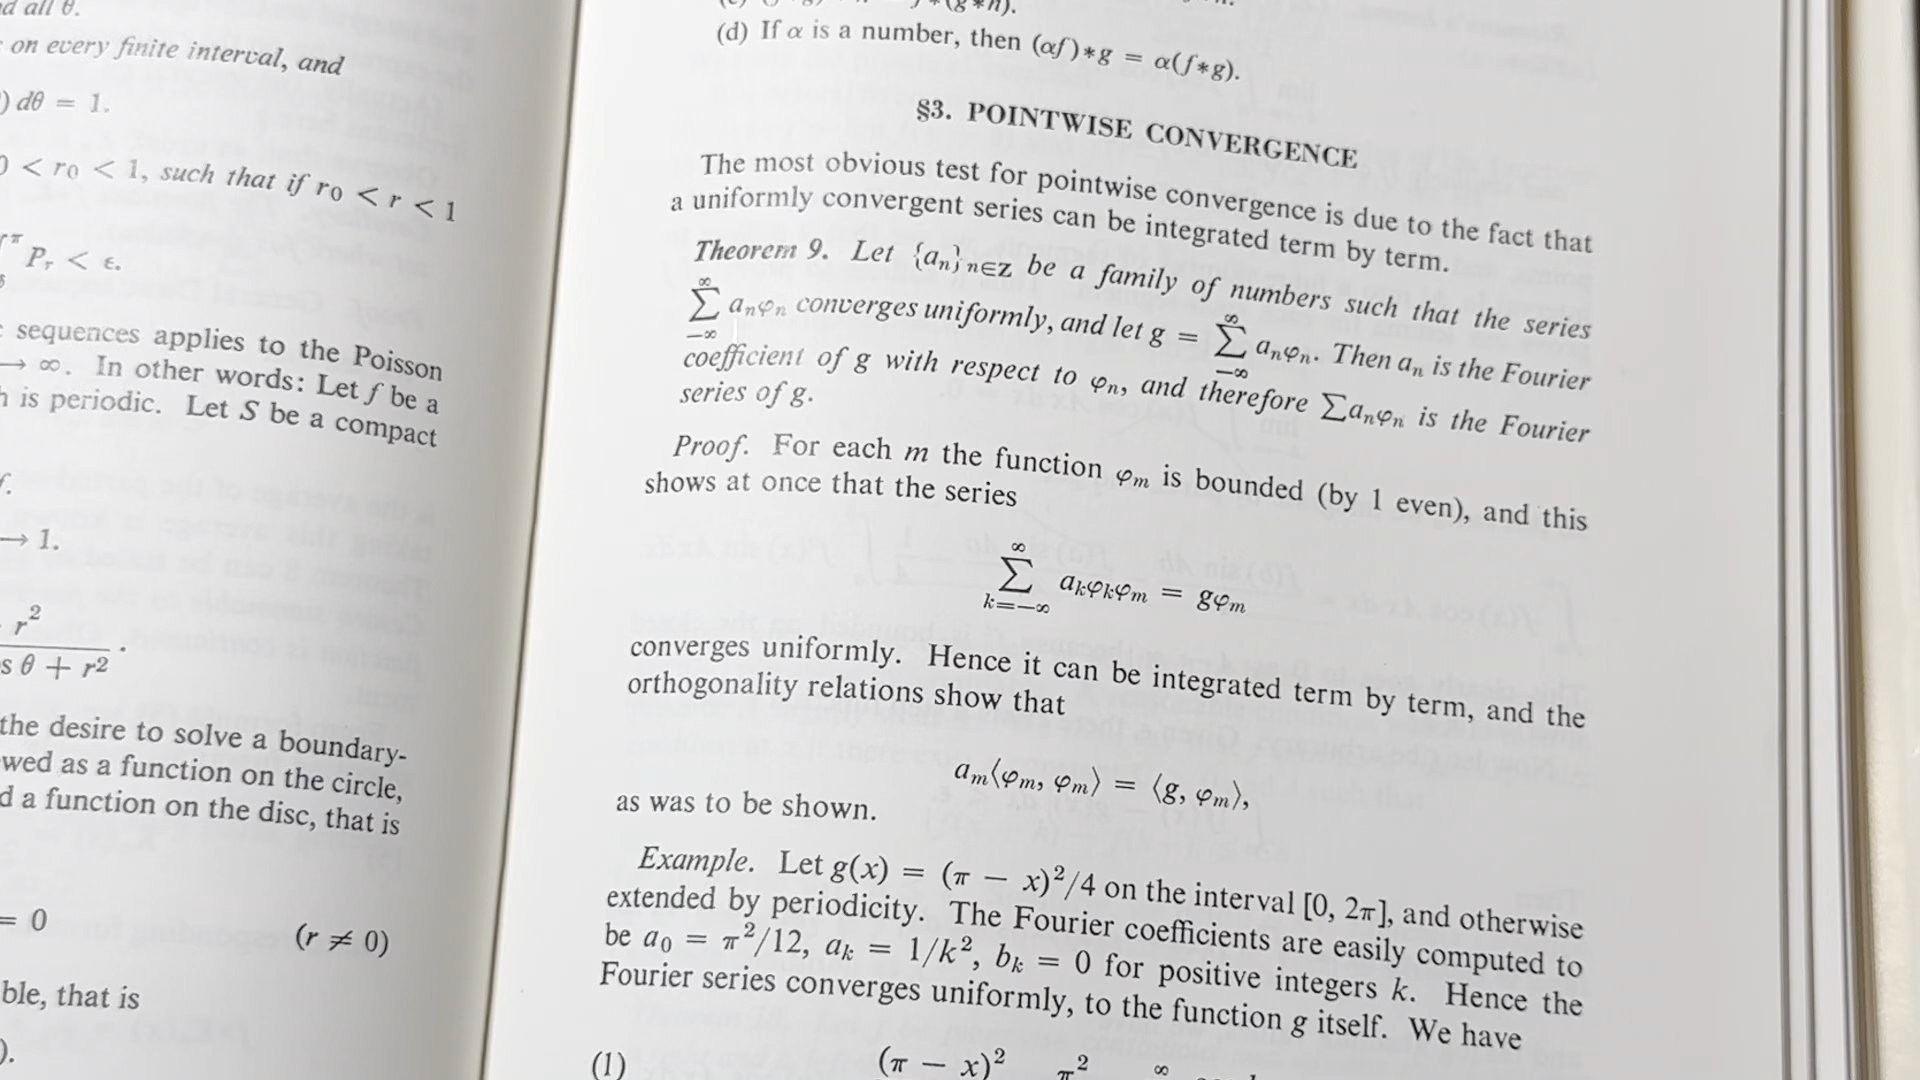 d all θ.
on every finite interval, and
) dθ = 1.
0 < r₀ < 1, such that if r₀ < r < 1
∫^π Pᵣ < ε.
sequences applies to the Poisson
→ ∞. In other words: Let f be a
is periodic. Let S be a compact
f.
→ 1.
r²
s θ + r²
.
the desire to solve a boundary-
wed as a function on the circle,
d a function on the disc, that is
= 0 (r ≠ 0)
ble, that is
).
(d) If α is a number, then (αf)*g = α(f*g).
§3. POINTWISE CONVERGENCE
The most obvious test for pointwise convergence is due to the fact that
a uniformly convergent series can be integrated term by term.
Theorem 9. Let {aₙ}ₙ∈Z be a family of numbers such that the series
∑_{-∞}^{∞} aₙφₙ converges uniformly, and let g = ∑_{-∞}^{∞} aₙφₙ. Then aₙ is the Fourier
coefficient of g with respect to φₙ, and therefore ∑aₙφₙ is the Fourier
series of g.
Proof. For each m the function φₘ is bounded (by 1 even), and this
shows at once that the series
∑_{k=-∞}^{∞} aₖφₖφₘ = gφₘ
converges uniformly. Hence it can be integrated term by term, and the
orthogonality relations show that
aₘ⟨φₘ, φₘ⟩ = ⟨g, φₘ⟩,
as was to be shown.
Example. Let g(x) = (π − x)²/4 on the interval [0, 2π], and otherwise
extended by periodicity. The Fourier coefficients are easily computed to
be a₀ = π²/12, aₖ = 1/k², bₖ = 0 for positive integers k. Hence the
Fourier series converges uniformly, to the function g itself. We have
(1) (π − x)² π² ∞